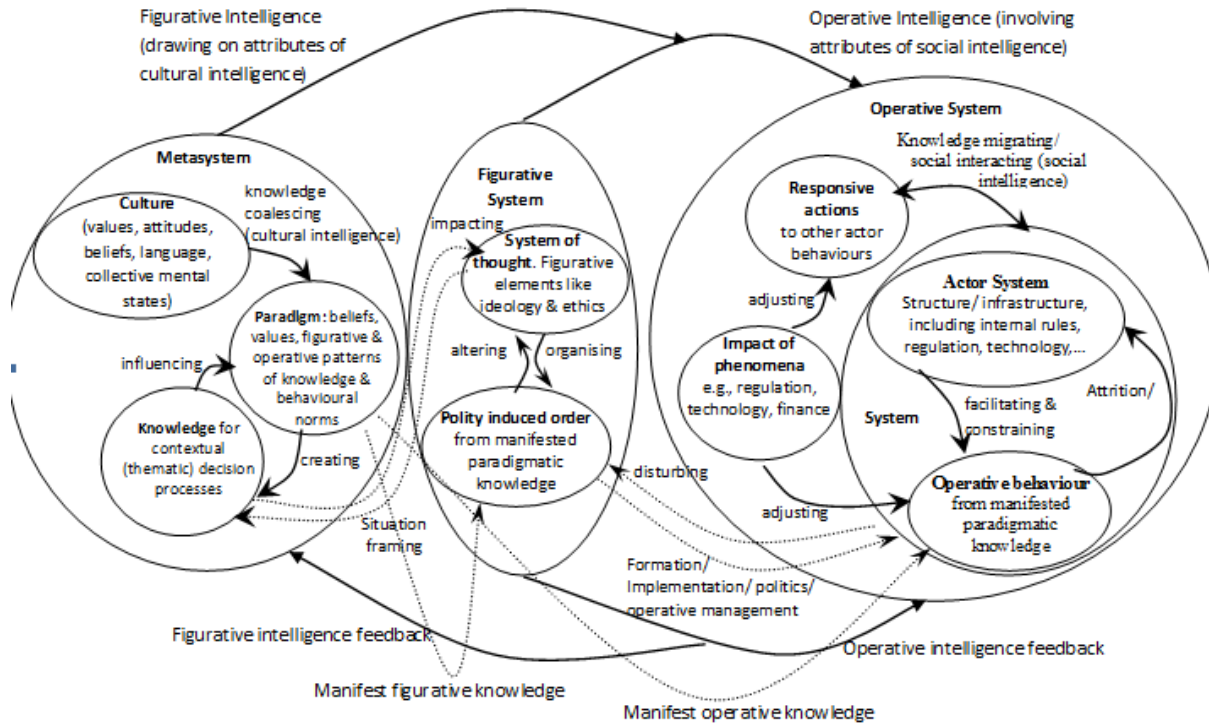 Figurative Intelligence
(drawing on attributes of
cultural intelligence)
Operative Intelligence (involving
attributes of social intelligence)
Metasystem
Culture
(values, attitudes,
beliefs, language,
collective mental
states)
knowledge
coalescing
(cultural intelligence)
Paradigm: beliefs,
values, figurative &
operative patterns
of knowledge &
behavioural
norms
influencing
Knowledge for
contextual
(thematic) decision
processes
creating
Figurative
System
impacting
System of
thought. Figurative
elements like
ideology & ethics
altering
organising
Polity induced order
from manifested
paradigmatic
knowledge
Situation
framing
Operative System
Knowledge migrating/
social interacting (social
intelligence)
Responsive
actions
to other actor
behaviours
adjusting
Impact of
phenomena
e.g., regulation,
technology, finance
Actor System
Structure/ infrastructure,
including internal rules,
regulation, technology,...
System
facilitating &
constraining
Attrition/
Operative behaviour
from manifested
paradigmatic
knowledge
adjusting
disturbing
Formation/
Implementation/ politics/
operative management
Figurative intelligence feedback
Operative intelligence feedback
Manifest figurative knowledge
Manifest operative knowledge